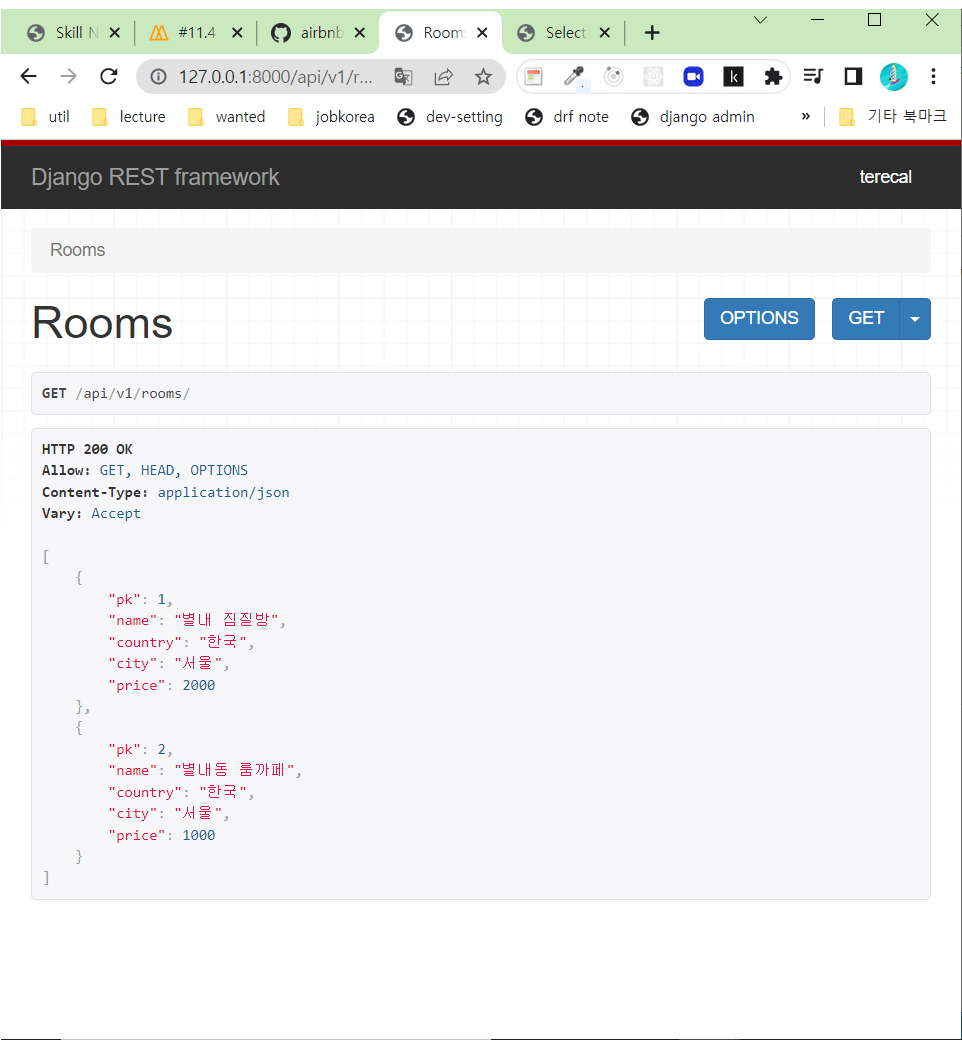 Skill N
#11.4
airbnb
Room
Select
127.0.0.1:8000/api/v1/r...
k
util
lecture
wanted
jobkorea
dev-setting
drf note
django admin
»
기타 북마크
Django REST framework
terecal
Rooms
Rooms
OPTIONS
GET
GET /api/v1/rooms/
HTTP 200 OK
Allow: GET, HEAD, OPTIONS
Content-Type: application/json
Vary: Accept
[
    {
        "pk": 1,
        "name": "별내 찜질방",
        "country": "한국",
        "city": "서울",
        "price": 2000
    },
    {
        "pk": 2,
        "name": "별내동 룸까페",
        "country": "한국",
        "city": "서울",
        "price": 1000
    }
]